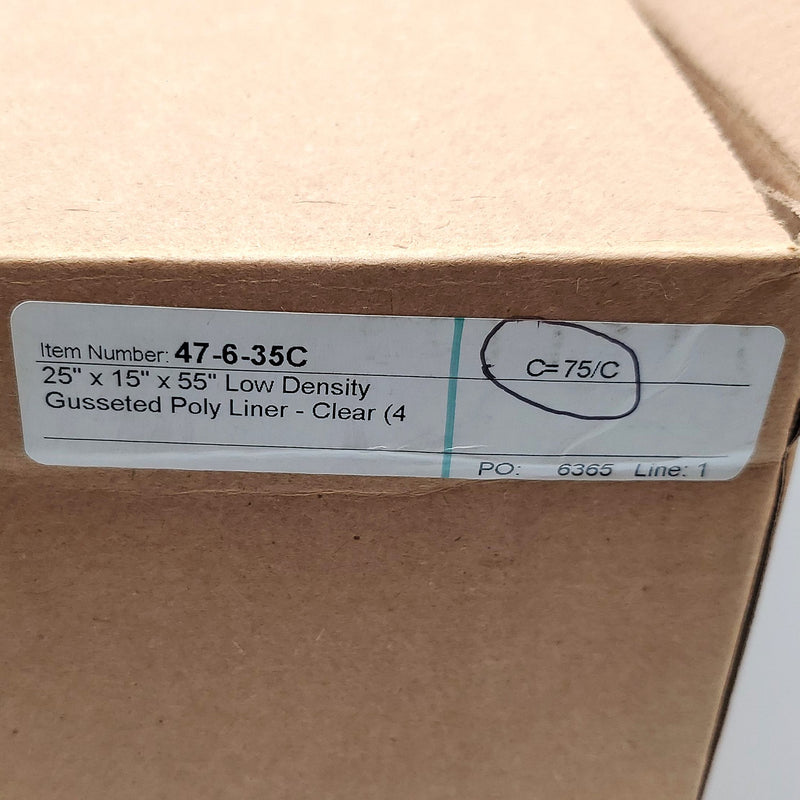 Item Number: 47-6-35C
25" x 15" x 55" Low Density
Gusseted Poly Liner - Clear (4
C=75/C
PO: 6365 Line: 1